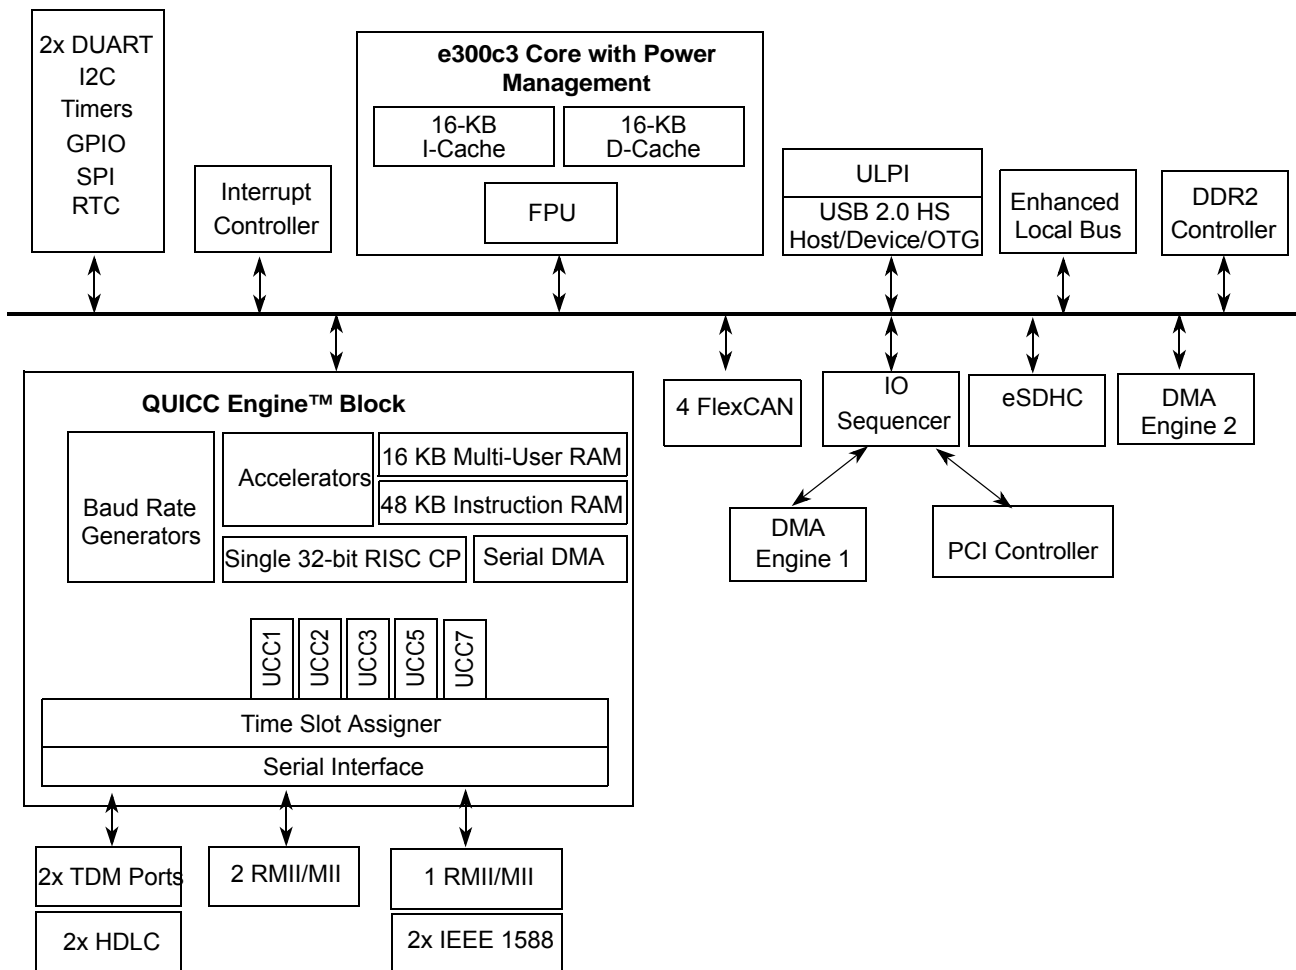 2x DUART
I2C
Timers
GPIO
SPI
RTC
Interrupt
Controller
e300c3 Core with Power
Management
16-KB
I-Cache
16-KB
D-Cache
FPU
ULPI
USB 2.0 HS
Host/Device/OTG
Enhanced
Local Bus
DDR2
Controller
QUICC Engine™ Block
Baud Rate
Generators
Accelerators
16 KB Multi-User RAM
48 KB Instruction RAM
Single 32-bit RISC CP
Serial DMA
UCC1
UCC2
UCC3
UCC5
UCC7
Time Slot Assigner
Serial Interface
4 FlexCAN
IO
Sequencer
eSDHC
DMA
Engine 2
DMA
Engine 1
PCI Controller
2x TDM Ports
2x HDLC
2 RMII/MII
1 RMII/MII
2x IEEE 1588